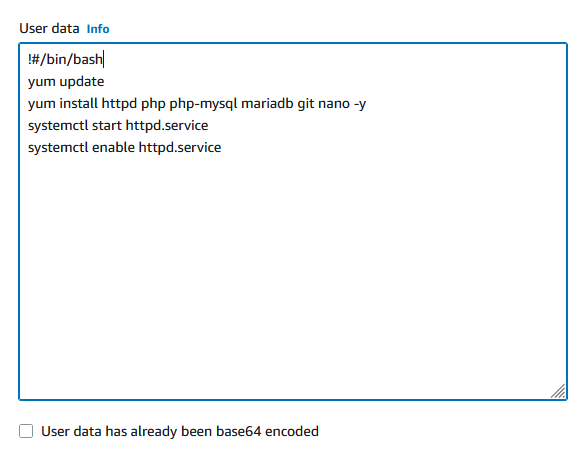 User data Info
!#/bin/bash
yum update
yum install httpd php php-mysql mariadb git nano -y
systemctl start httpd.service
systemctl enable httpd.service
User data has already been base64 encoded